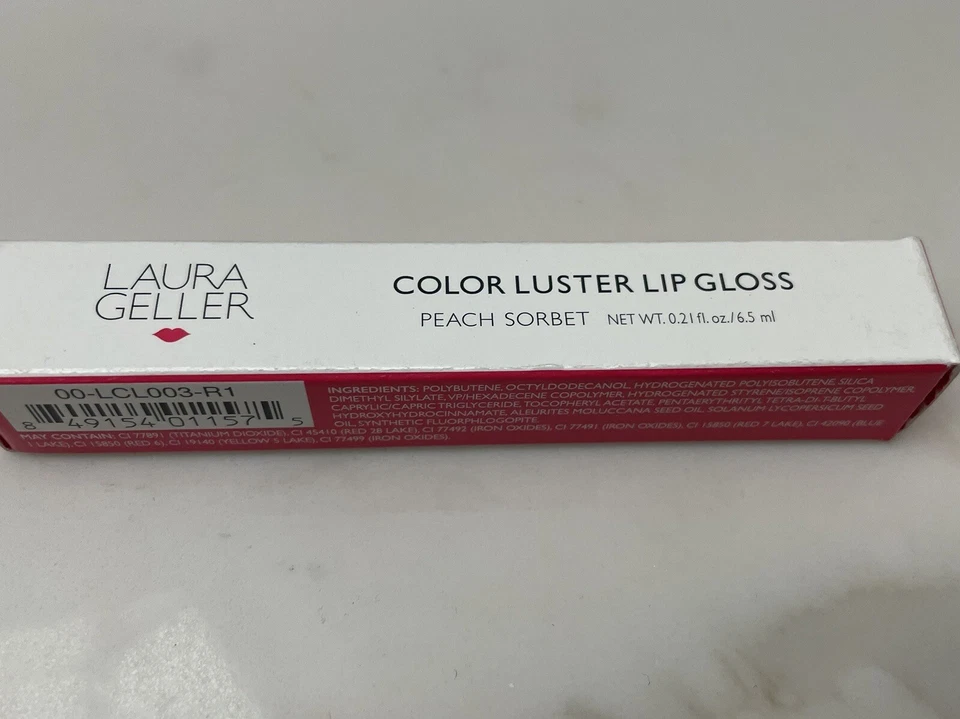 LAURA
GELLER
COLOR LUSTER LIP GLOSS
PEACH SORBET NET WT. 0.21 fl. oz./6.5 ml
00-LCL003-R1
8 49154 01157 5
INGREDIENTS: POLYBUTENE, OCTYLDODECANOL, HYDROGENATED POLYISOBUTENE, SILICA
DIMETHYL SILYLATE, VP/HEXADECENE COPOLYMER, HYDROGENATED STYRENE/ISOPRENE COPOLYMER,
CAPRYLIC/CAPRIC TRIGLYCERIDE, TOCOPHERYL ACETATE, PENTAERYTHRITYL TETRA-DI-T-BUTYL
HYDROXYHYDROCINNAMATE, ALEURITES MOLUCCANA SEED OIL, SOLANUM LYCOPERSICUM SEED
OIL, SYNTHETIC FLUORPHLOGOPITE
MAY CONTAIN: CI 77891 (TITANIUM DIOXIDE), CI 45410 (RED 28 LAKE), CI 77492 (IRON OXIDES), CI 77491 (IRON OXIDES), CI 15850 (RED 7 LAKE), CI 42090 (BLUE
1 LAKE), CI 15850 (RED 6), CI 19140 (YELLOW 5 LAKE), CI 77499 (IRON OXIDES).